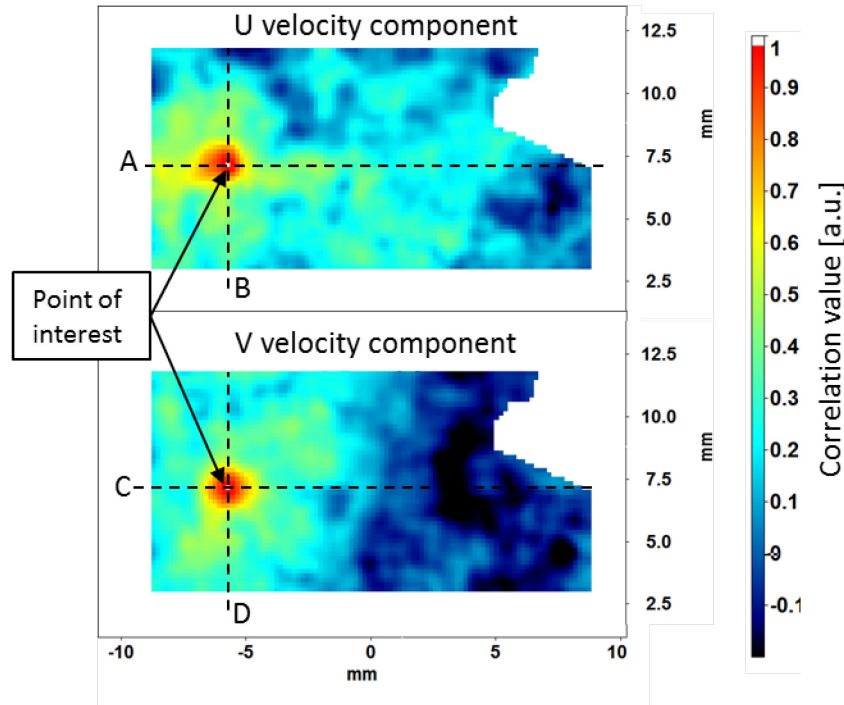 U velocity component
12.5
10.0
7.5
5.0
2.5
mm
A
B
Point of
interest
V velocity component
12.5
10.0
7.5
5.0
2.5
mm
C
D
-10
-5
0
5
10
mm
1
0.9
0.8
0.7
0.6
0.5
0.4
0.3
0.2
0.1
-9
-0.1
Correlation value [a.u.]